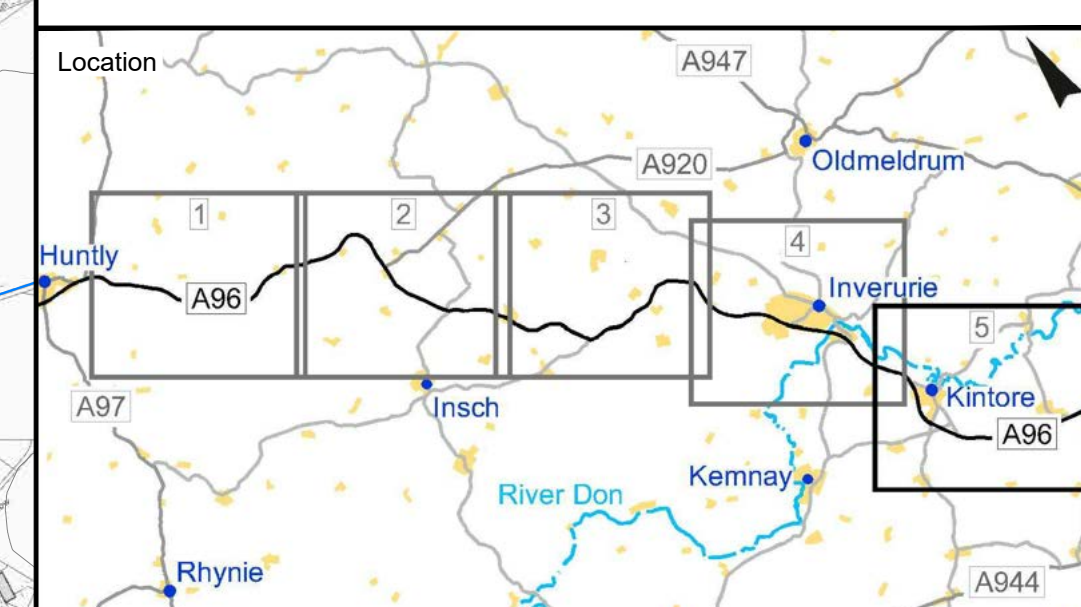 Location
A947
Oldmeldrum
A920
1
2
3
4
Huntly
A96
Inverurie
5
Kintore
A97
Insch
A96
Kemnay
River Don
Rhynie
A944